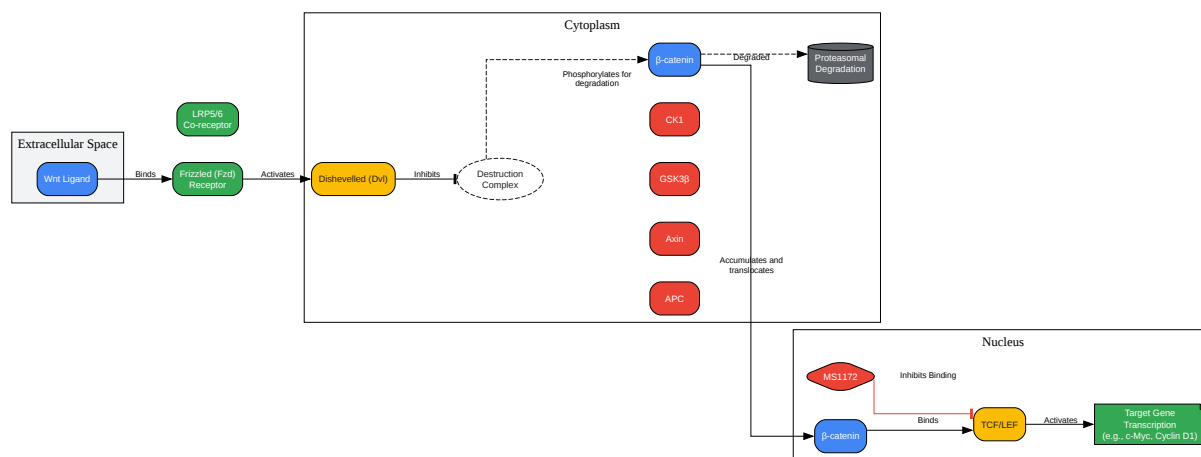 Cytoplasm
β-catenin
Degraded
Proteasomal
Degradation
Phosphorylates for
degradation
LRP5/6
Co-receptor
CK1
Extracellular Space
Wnt Ligand
Binds
Frizzled (Fzd)
Receptor
Activates
Dishevelled (Dvl)
Inhibits
Destruction
Complex
GSK3β
Axin
Accumulates and
translocates
APC
Nucleus
MS1172
Inhibits Binding
β-catenin
Binds
TCF/LEF
Activates
Target Gene
Transcription
(e.g., c-Myc, Cyclin D1)